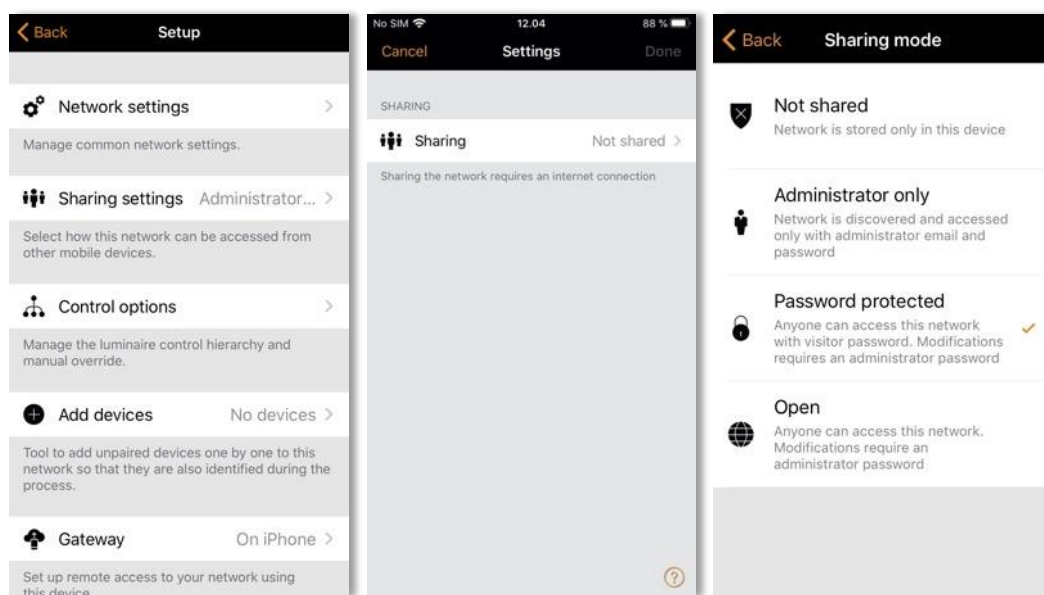 Back Setup
Network settings
Manage common network settings.
Sharing settings Administrator...
Select how this network can be accessed from
other mobile devices.
Control options
Manage the luminaire control hierarchy and
manual override.
Add devices No devices
Tool to add unpaired devices one by one to this
network so that they are also identified during the
process.
Gateway On iPhone
Set up remote access to your network using
this device
No SIM 12.04 88 %
Cancel Settings Done
SHARING
Sharing Not shared
Sharing the network requires an internet connection
?
Back Sharing mode
Not shared
Network is stored only in this device
Administrator only
Network is discovered and accessed
only with administrator email and
password
Password protected
Anyone can access this network
with visitor password. Modifications
requires an administrator password
Open
Anyone can access this network.
Modifications require an
administrator password